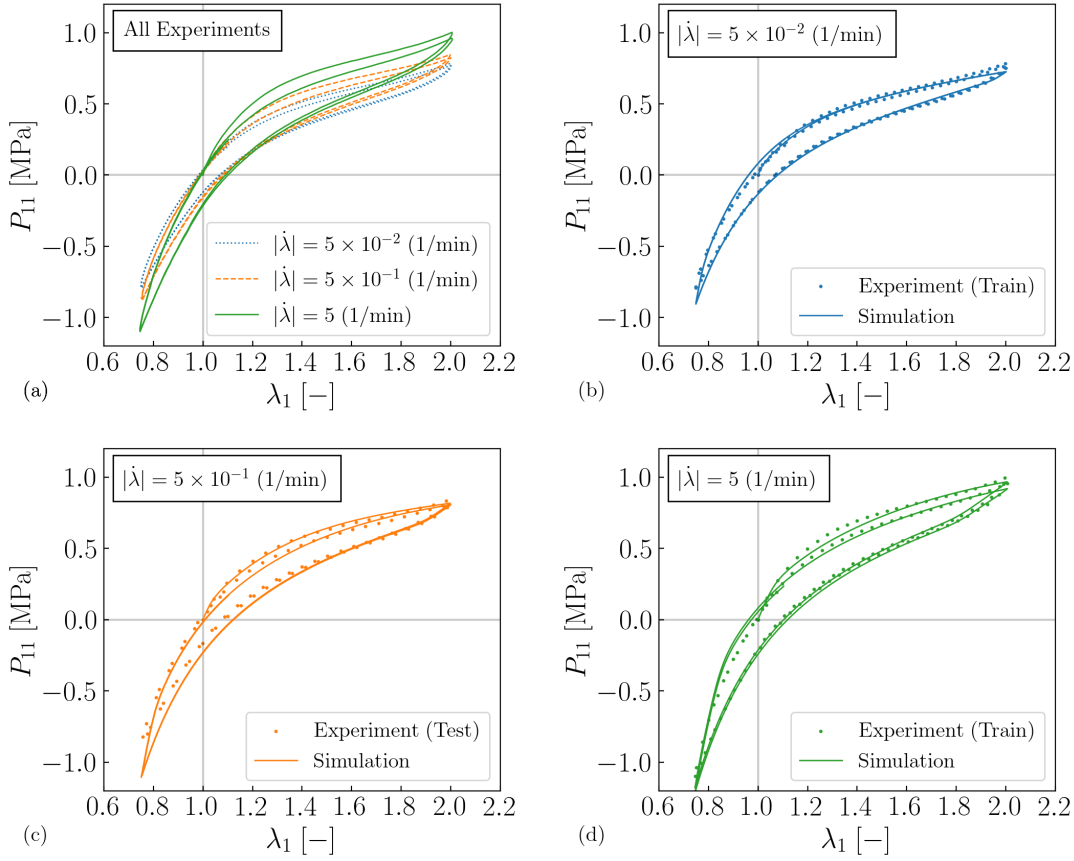 All Experiments
1.0
0.5
0.0
−0.5
−1.0
P₁₁ [MPa]
|λ̇| = 5 × 10⁻² (1/min)
|λ̇| = 5 × 10⁻¹ (1/min)
|λ̇| = 5 (1/min)
0.6 0.8 1.0 1.2 1.4 1.6 1.8 2.0 2.2
λ₁ [−]
(a)
|λ̇| = 5 × 10⁻² (1/min)
1.0
0.5
0.0
−0.5
−1.0
P₁₁ [MPa]
Experiment (Train)
Simulation
0.6 0.8 1.0 1.2 1.4 1.6 1.8 2.0 2.2
λ₁ [−]
(b)
|λ̇| = 5 × 10⁻¹ (1/min)
1.0
0.5
0.0
−0.5
−1.0
P₁₁ [MPa]
Experiment (Test)
Simulation
0.6 0.8 1.0 1.2 1.4 1.6 1.8 2.0 2.2
λ₁ [−]
(c)
|λ̇| = 5 (1/min)
1.0
0.5
0.0
−0.5
−1.0
P₁₁ [MPa]
Experiment (Train)
Simulation
0.6 0.8 1.0 1.2 1.4 1.6 1.8 2.0 2.2
λ₁ [−]
(d)